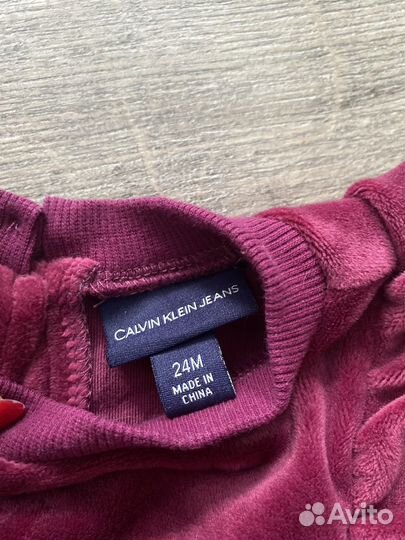 CALVIN KLEIN JEANS
24M
MADE IN
CHINA
Avito